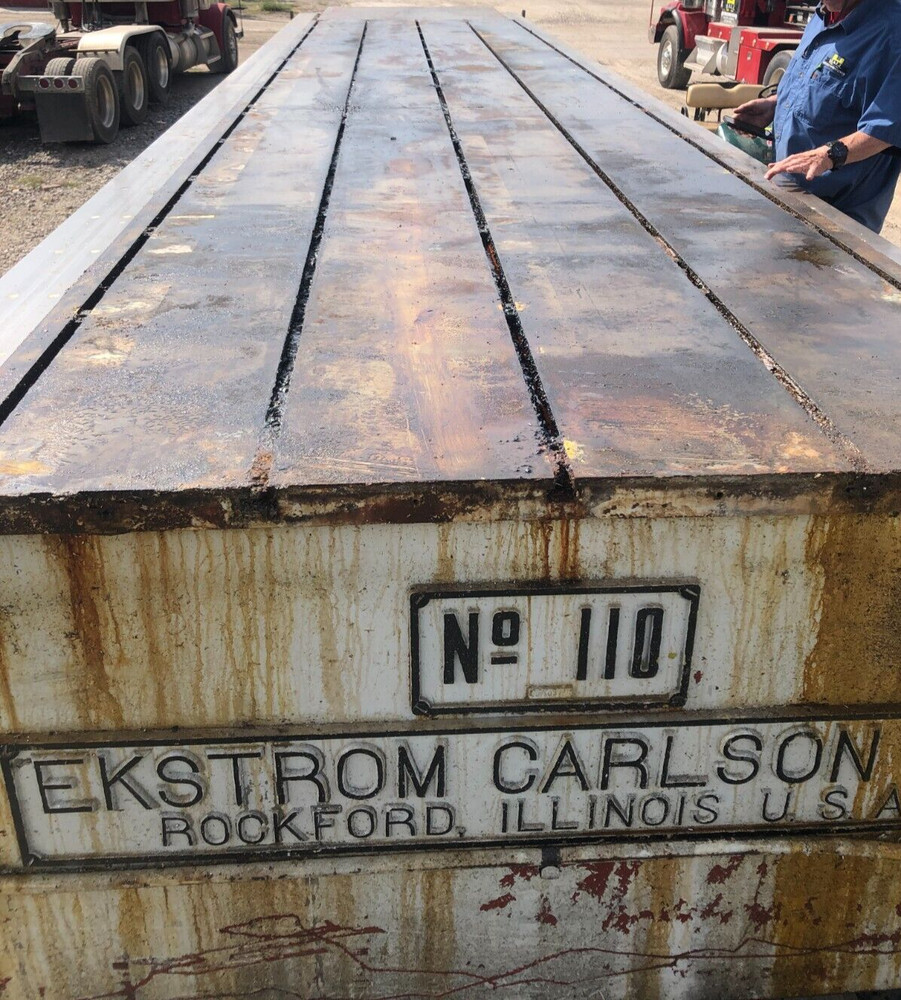 Nº 110
EKSTROM CARLSON
ROCKFORD, ILLINOIS U.S.A